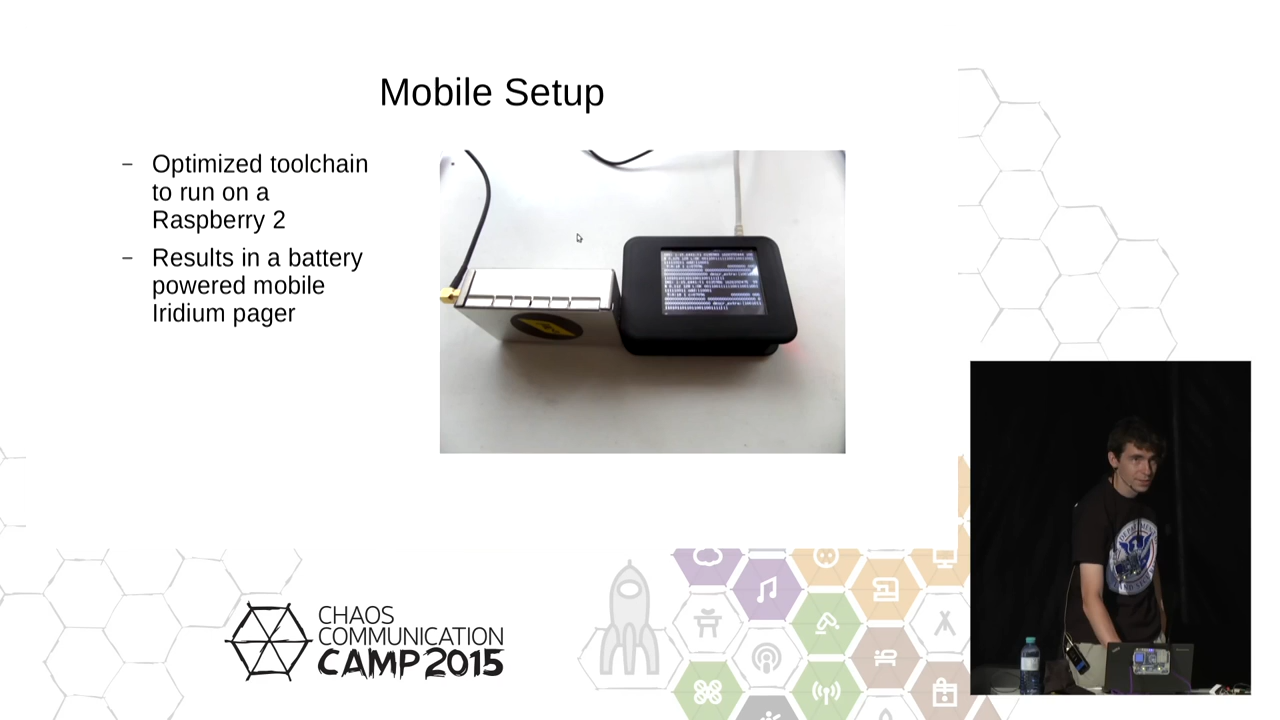 Mobile Setup
– Optimized toolchain
to run on a
Raspberry 2
– Results in a battery
powered mobile
Iridium pager
CHAOS
COMMUNICATION
CAMP 2015